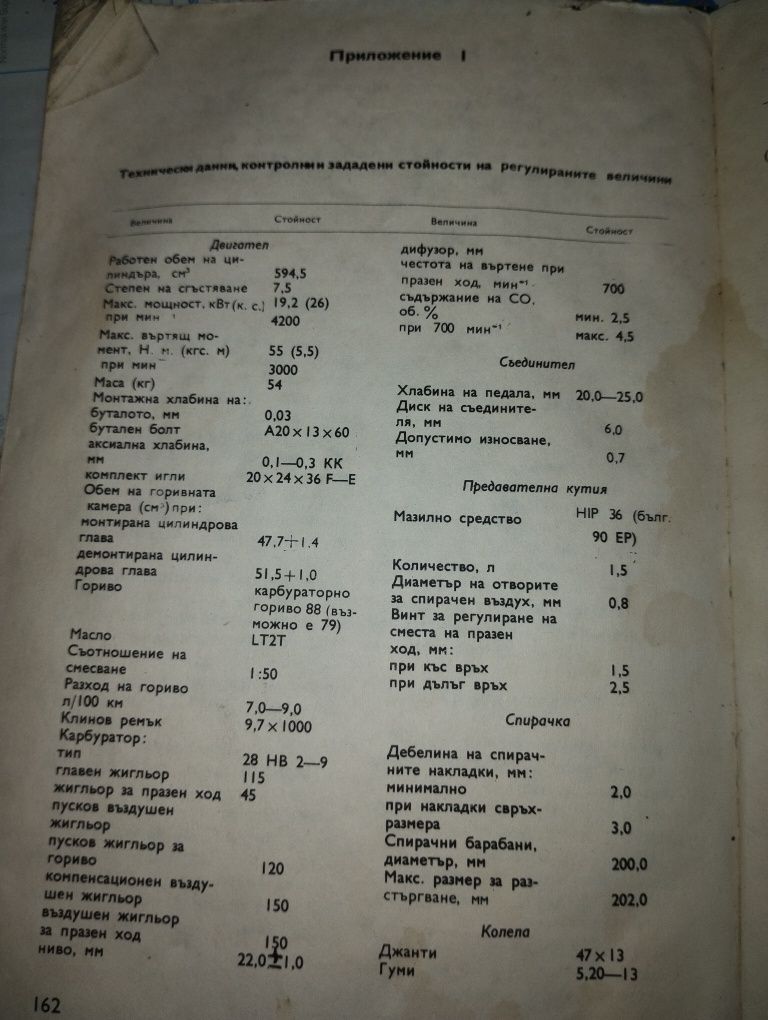 Приложение I
Технически данни, контролни и зададени стойности на регулираните величини
Величина Стойност
Двигател
Работен обем на ци-
линдъра, см³ 594,5
Степен на сгъстяване 7,5
Макс. мощност, кВт (к. с.) 19,2 (26)
при мин⁻¹ 4200
Макс. въртящ мо-
мент, Н. м. (кгс. м) 55 (5,5)
при мин⁻ 3000
Маса (кг) 54
Монтажна хлабина на:
буталото, мм 0,03
бутален болт А20×13×60
аксиална хлабина,
мм 0,1—0,3 КК
комплект игли 20×24×36 F—E
Обем на горивната
камера (см³) при:
монтирана цилиндрова
глава 47,7+1.4
демонтирана цилин-
дрова глава 51,5+1,0
Гориво карбураторно
гориво 88 (въз-
можно е 79)
Масло LT2T
Съотношение на
смесване 1:50
Разход на гориво
л/100 км 7,0—9,0
Клинов ремък 9,7×1000
Карбуратор:
тип 28 HB 2—9
главен жигльор 115
жигльор за празен ход 45
пусков въздушен
жигльор
пусков жигльор за
гориво 120
компенсационен възду-
шен жигльор 150
въздушен жигльор
за празен ход 150
ниво, мм 22,0±1,0
Величина Стойност
дифузор, мм
честота на въртене при
празен ход, мин⁻¹ 700
съдържание на СО,
об. % мин. 2,5
при 700 мин⁻¹ макс. 4,5
Съединител
Хлабина на педала, мм 20,0—25,0
Диск на съедините-
ля, мм 6,0
Допустимо износване,
мм 0,7
Предавателна кутия
Мазилно средство HIP 36 (бълг.
90 ЕР)
Количество, л 1,5
Диаметър на отворите
за спирачен въздух, мм 0,8
Винт за регулиране на
сместа на празен
ход, мм:
при къс връх 1,5
при дълъг връх 2,5
Спирачка
Дебелина на спирач-
ните накладки, мм:
минимално 2,0
при накладки свръх-
размера 3,0
Спирачни барабани,
диаметър, мм 200,0
Макс. размер за раз-
стъргване, мм 202,0
Колела
Джанти 47×13
Гуми 5,20—13
162